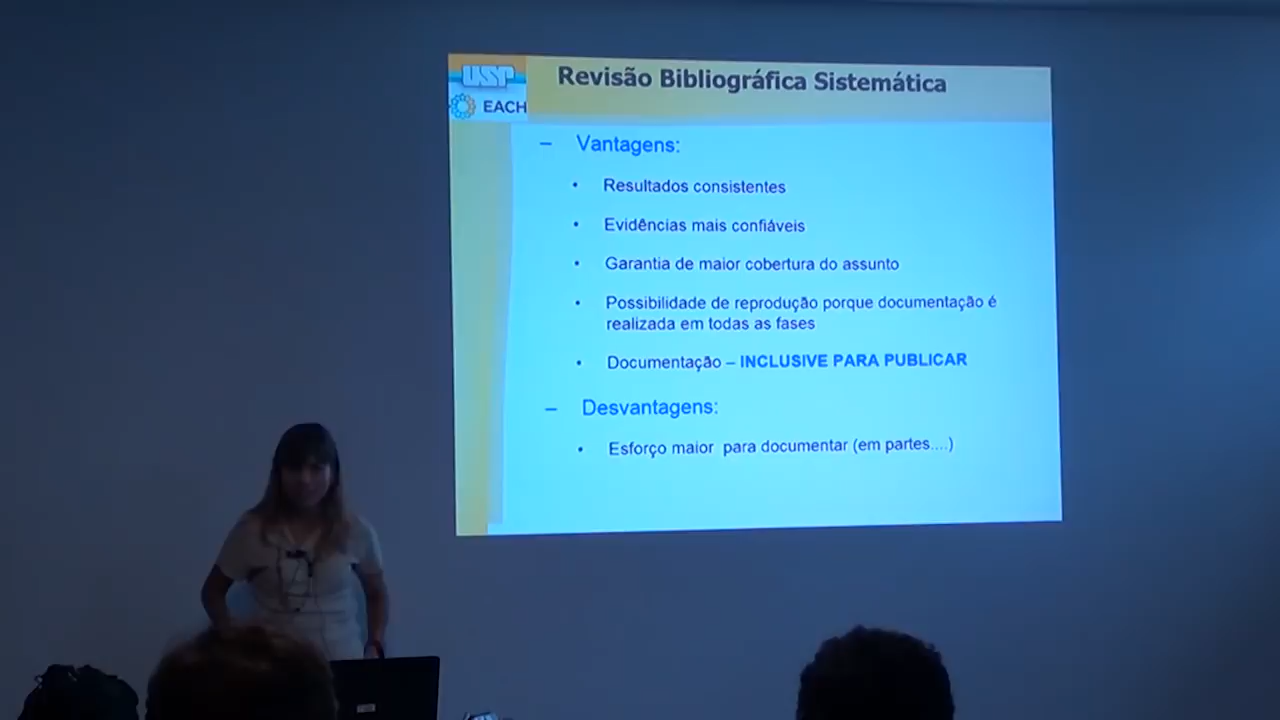 USP
EACH
Revisão Bibliográfica Sistemática
– Vantagens:
• Resultados consistentes
• Evidências mais confiáveis
• Garantia de maior cobertura do assunto
• Possibilidade de reprodução porque documentação é
realizada em todas as fases
• Documentação – INCLUSIVE PARA PUBLICAR
– Desvantagens:
• Esforço maior para documentar (em partes....)